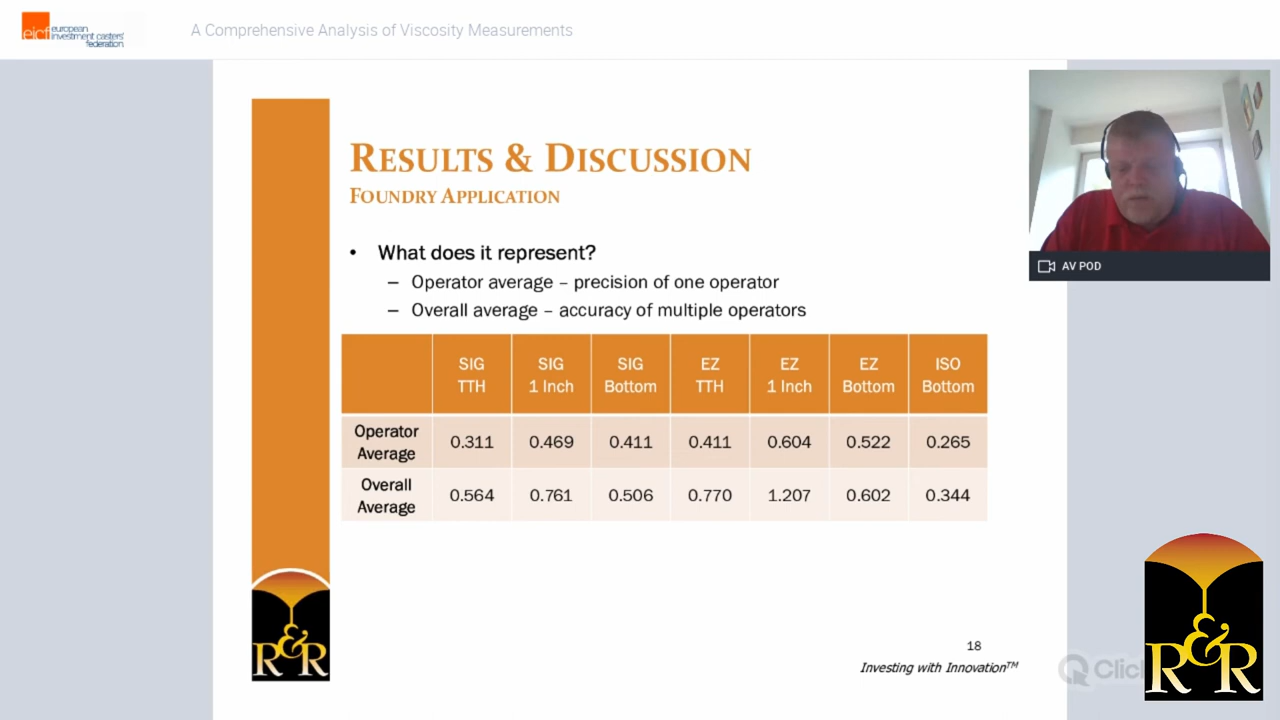 eicf european
investment casters'
federation
A Comprehensive Analysis of Viscosity Measurements
AV POD
RESULTS & DISCUSSION
FOUNDRY APPLICATION
• What does it represent?
– Operator average – precision of one operator
– Overall average – accuracy of multiple operators
SIG TTH SIG 1 Inch SIG Bottom EZ TTH EZ 1 Inch EZ Bottom ISO Bottom
Operator Average 0.311 0.469 0.411 0.411 0.604 0.522 0.265
Overall Average 0.564 0.761 0.506 0.770 1.207 0.602 0.344
R&R
18
Investing with Innovation™
Click
R&R